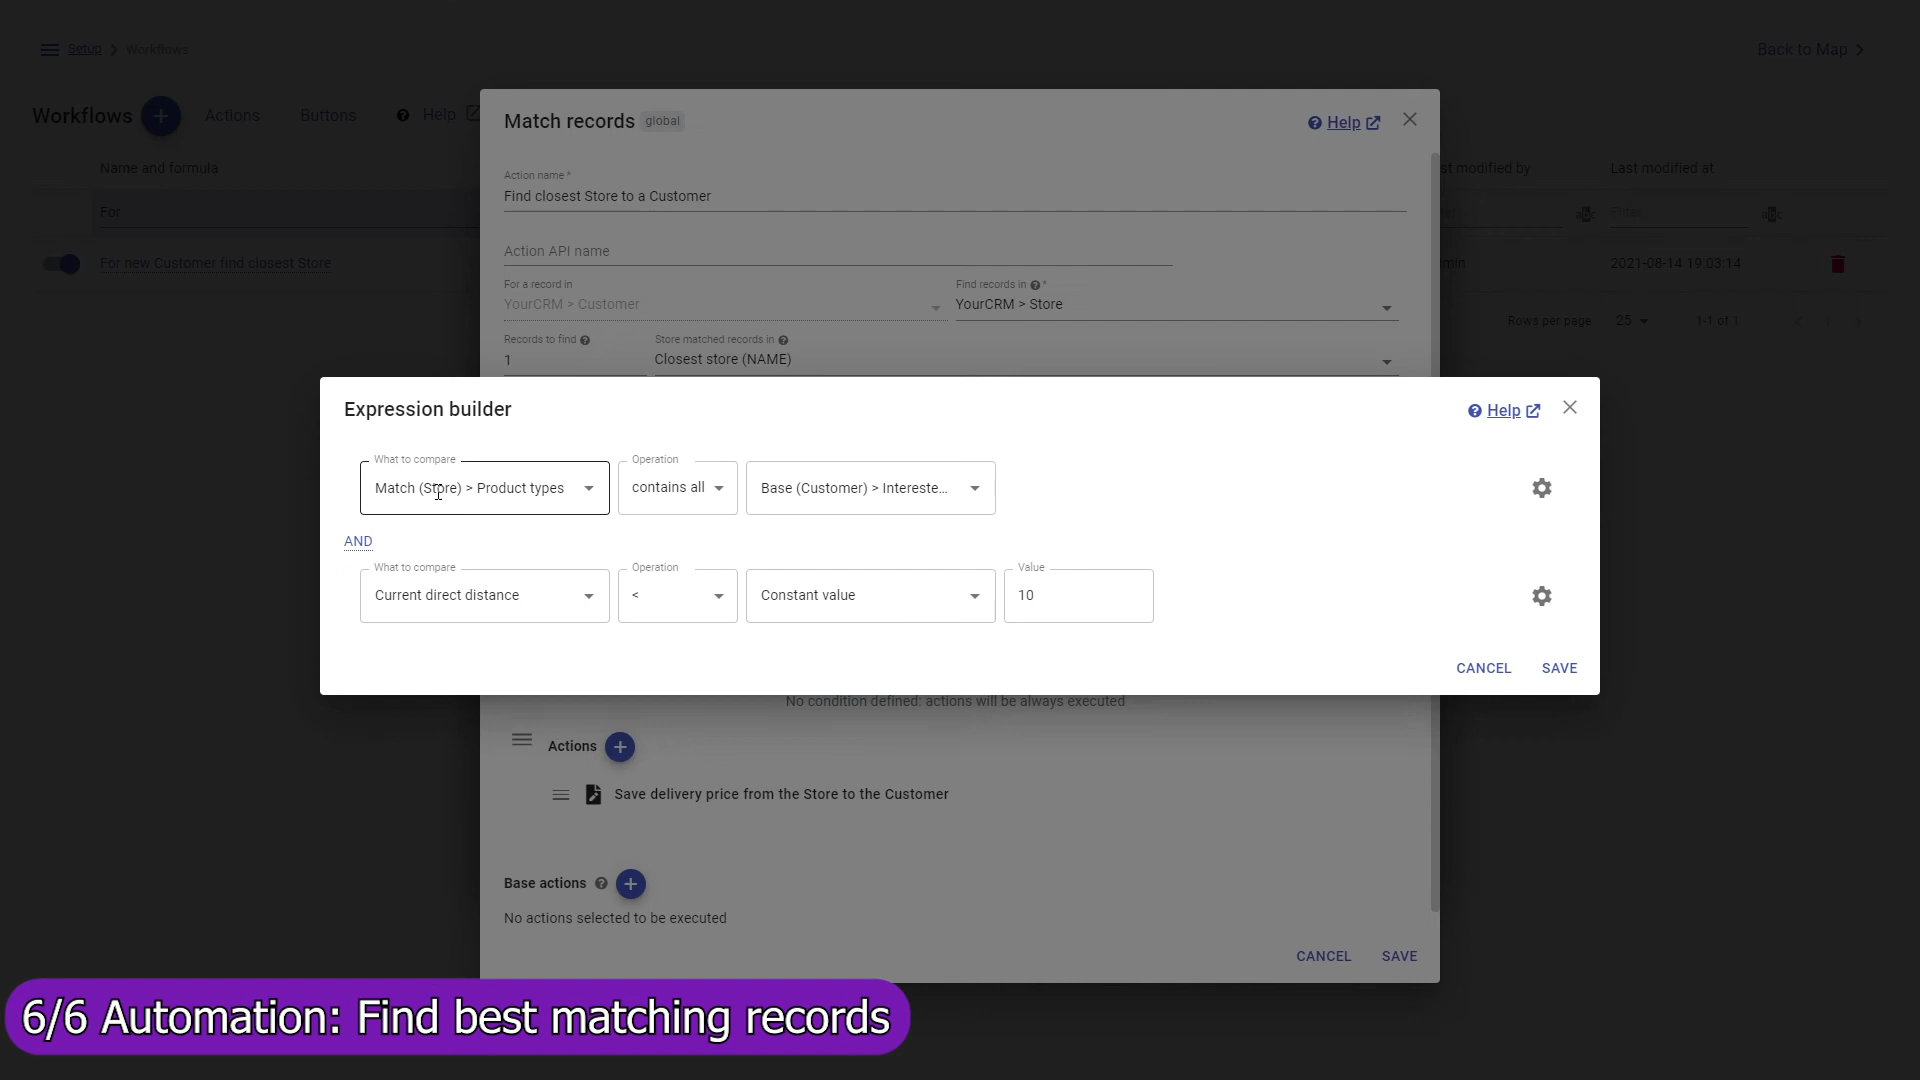 Setup > Workflows
Back to Map >
Workflows + Actions Buttons Help
Match records global
Help
Name and formula
st modified by
Last modified at
Action name *
Find closest Store to a Customer
For
Filter
Action API name
For new Customer find closest Store
min
2021-08-14 19:03:14
For a record in
YourCRM > Customer
Find records in *
YourCRM > Store
Rows per page 25 1-1 of 1
Records to find
1
Store matched records in
Closest store (NAME)
Expression builder
Help
What to compare
Match (Store) > Product types
Operation
contains all
Base (Customer) > Intereste...
AND
What to compare
Current direct distance
Operation
<
Constant value
Value
10
CANCEL SAVE
No condition defined: actions will be always executed
Actions +
Save delivery price from the Store to the Customer
Base actions +
No actions selected to be executed
CANCEL SAVE
6/6 Automation: Find best matching records